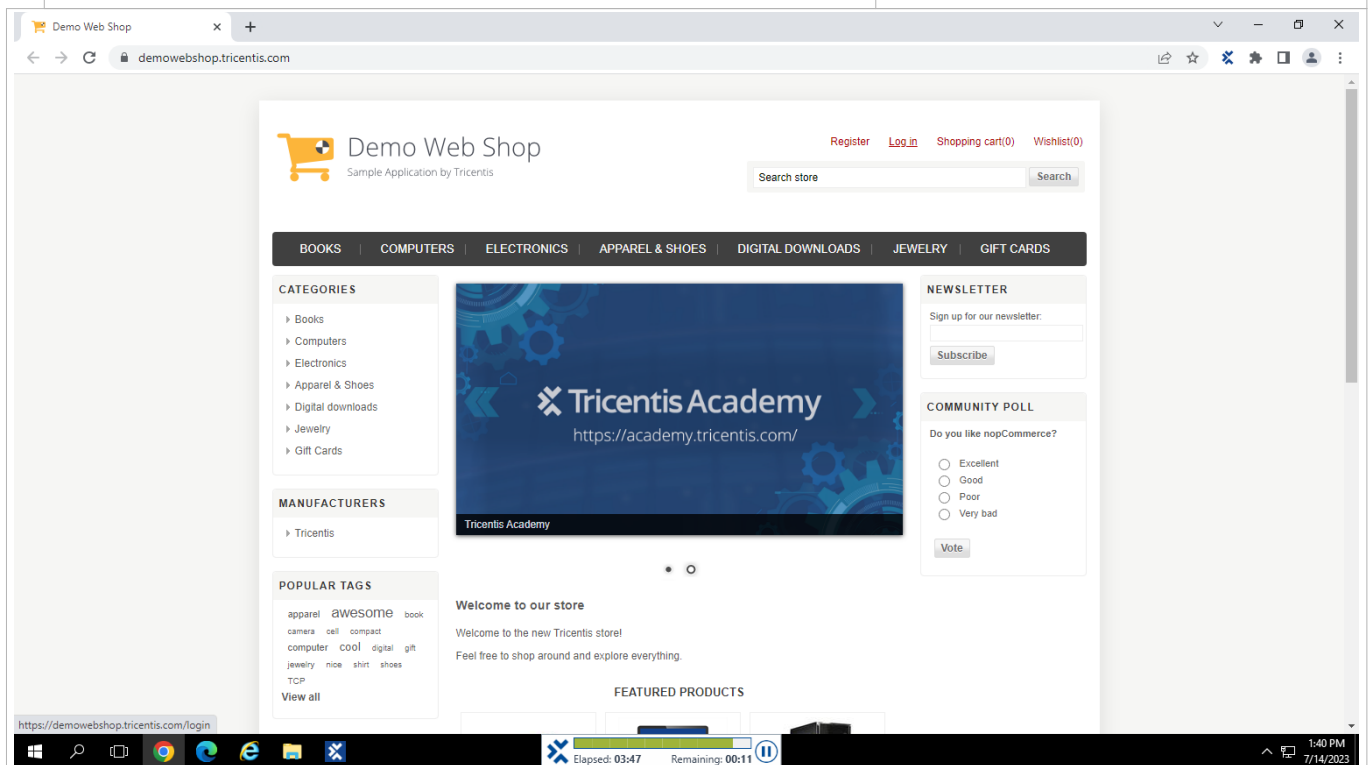 Demo Web Shop
demowebshop.tricentis.com
Demo Web Shop
Sample Application by Tricentis
Register Log in Shopping cart(0) Wishlist(0)
Search store Search
BOOKS | COMPUTERS | ELECTRONICS | APPAREL & SHOES | DIGITAL DOWNLOADS | JEWELRY | GIFT CARDS
CATEGORIES
Books
Computers
Electronics
Apparel & Shoes
Digital downloads
Jewelry
Gift Cards
MANUFACTURERS
Tricentis
POPULAR TAGS
apparel awesome book
camera cell compact
computer cool digital gift
jewelry nice shirt shoes
TCP
View all
Tricentis Academy
https://academy.tricentis.com/
Tricentis Academy
Welcome to our store
Welcome to the new Tricentis store!
Feel free to shop around and explore everything.
FEATURED PRODUCTS
NEWSLETTER
Sign up for our newsletter:
Subscribe
COMMUNITY POLL
Do you like nopCommerce?
Excellent
Good
Poor
Very bad
Vote
https://demowebshop.tricentis.com/login
Elapsed: 03:47 Remaining: 00:11
1:40 PM
7/14/2023